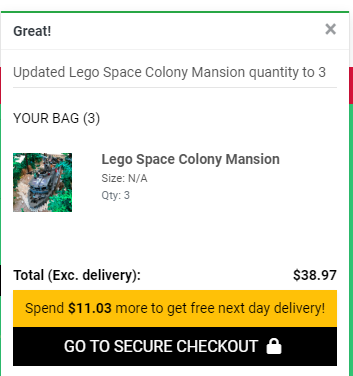 Great!
×
Updated Lego Space Colony Mansion quantity to 3
YOUR BAG (3)
Lego Space Colony Mansion
Size: N/A
Qty: 3
Total (Exc. delivery): $38.97
Spend $11.03 more to get free next day delivery!
GO TO SECURE CHECKOUT